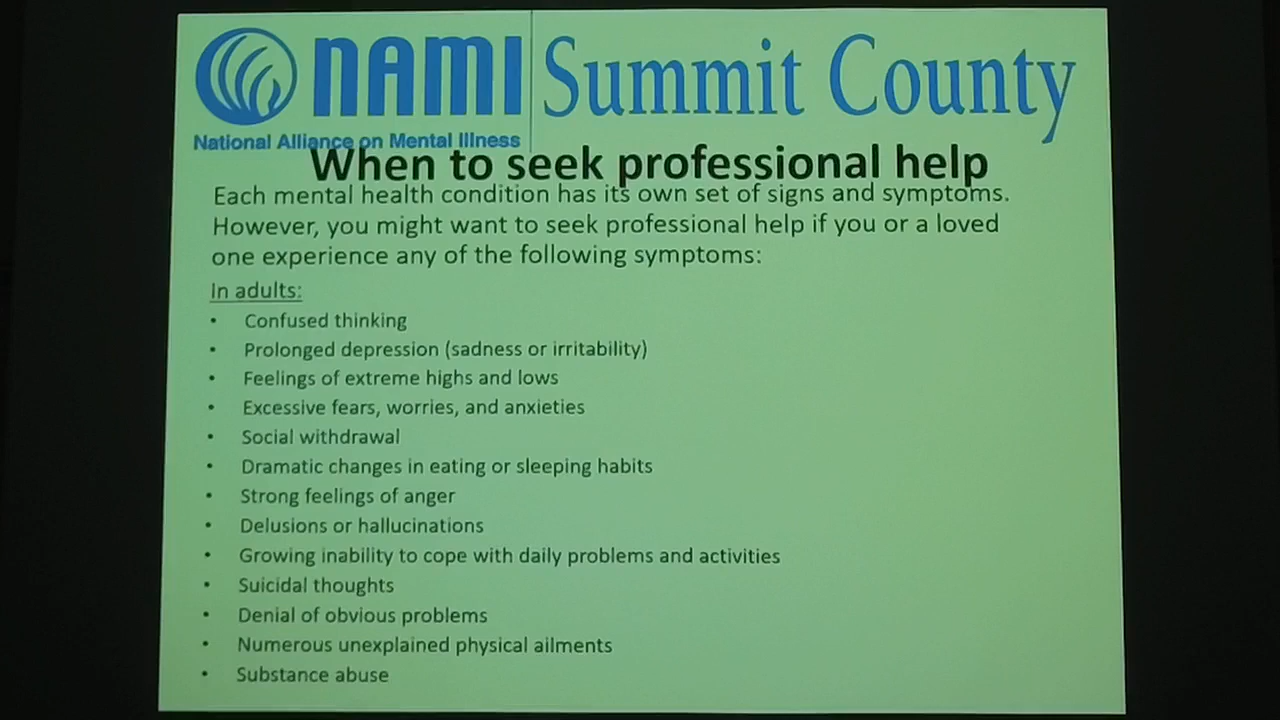 NAMI Summit County
National Alliance on Mental Illness
When to seek professional help
Each mental health condition has its own set of signs and symptoms.
However, you might want to seek professional help if you or a loved
one experience any of the following symptoms:
In adults:
• Confused thinking
• Prolonged depression (sadness or irritability)
• Feelings of extreme highs and lows
• Excessive fears, worries, and anxieties
• Social withdrawal
• Dramatic changes in eating or sleeping habits
• Strong feelings of anger
• Delusions or hallucinations
• Growing inability to cope with daily problems and activities
• Suicidal thoughts
• Denial of obvious problems
• Numerous unexplained physical ailments
• Substance abuse